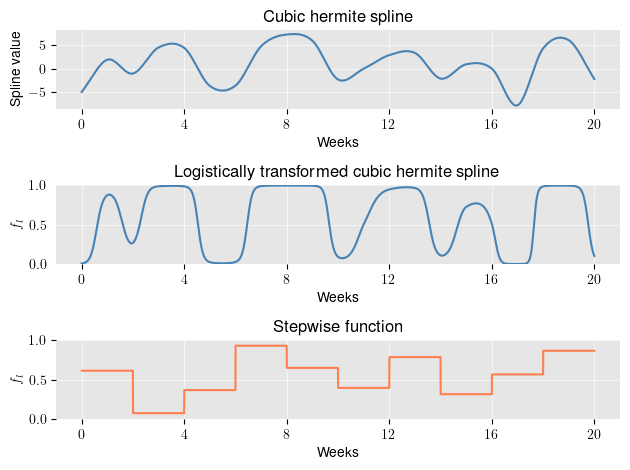 Cubic hermite spline
Spline value
5
0
−5
0 4 8 12 16 20
Weeks
Logistically transformed cubic hermite spline
f_l
1.0
0.5
0.0
0 4 8 12 16 20
Weeks
Stepwise function
f_l
1.0
0.5
0.0
0 4 8 12 16 20
Weeks